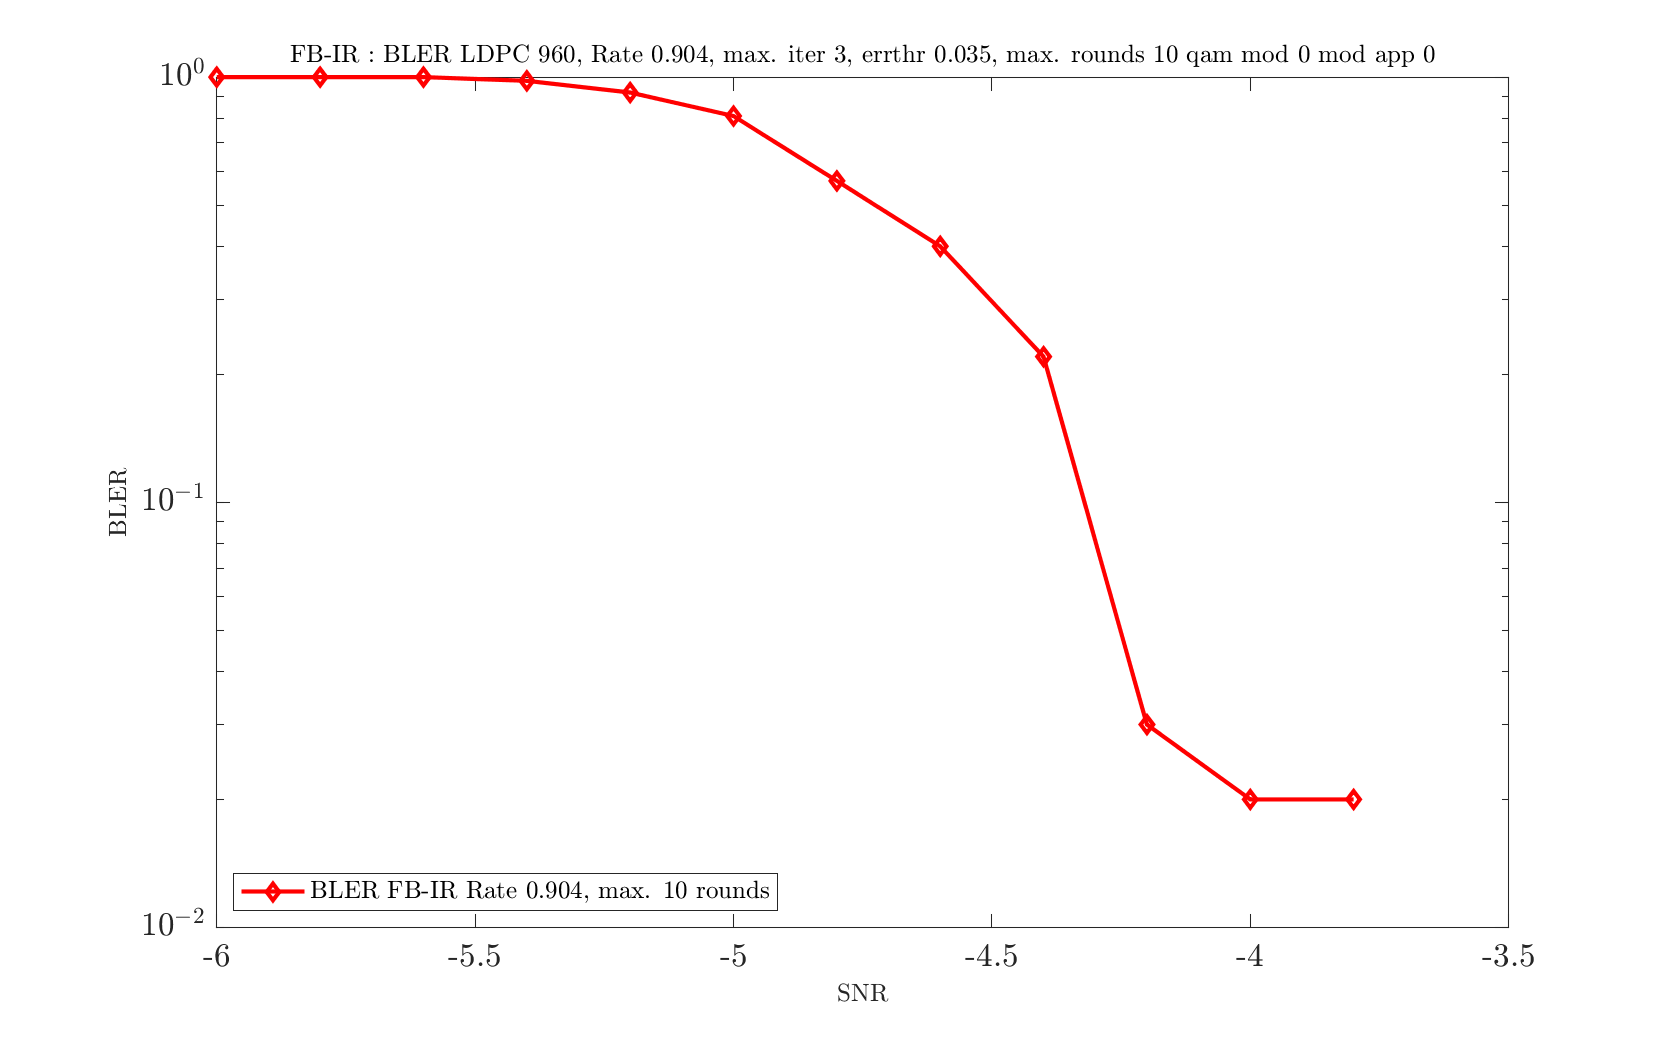 FB-IR : BLER LDPC 960, Rate 0.904, max. iter 3, errthr 0.035, max. rounds 10 qam mod 0 mod app 0
10⁰
10⁻¹
10⁻²
BLER
BLER FB-IR Rate 0.904, max. 10 rounds
-6 -5.5 -5 -4.5 -4 -3.5
SNR